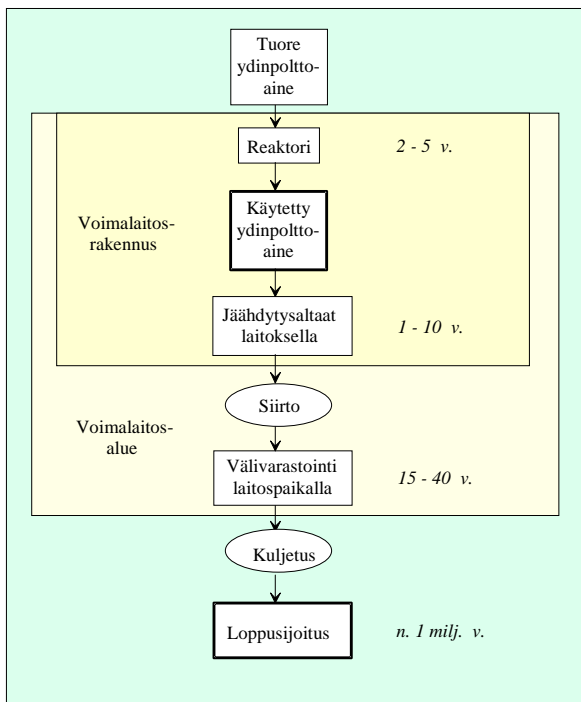 Tuore
ydinpoltto-
aine
Reaktori
2 - 5 v.
Voimalaitos-
rakennus
Käytetty
ydinpoltto-
aine
Jäähdytysaltaat
laitoksella
1 - 10 v.
Siirto
Voimalaitos-
alue
Välivarastointi
laitospaikalla
15 - 40 v.
Kuljetus
Loppusijoitus
n. 1 milj. v.